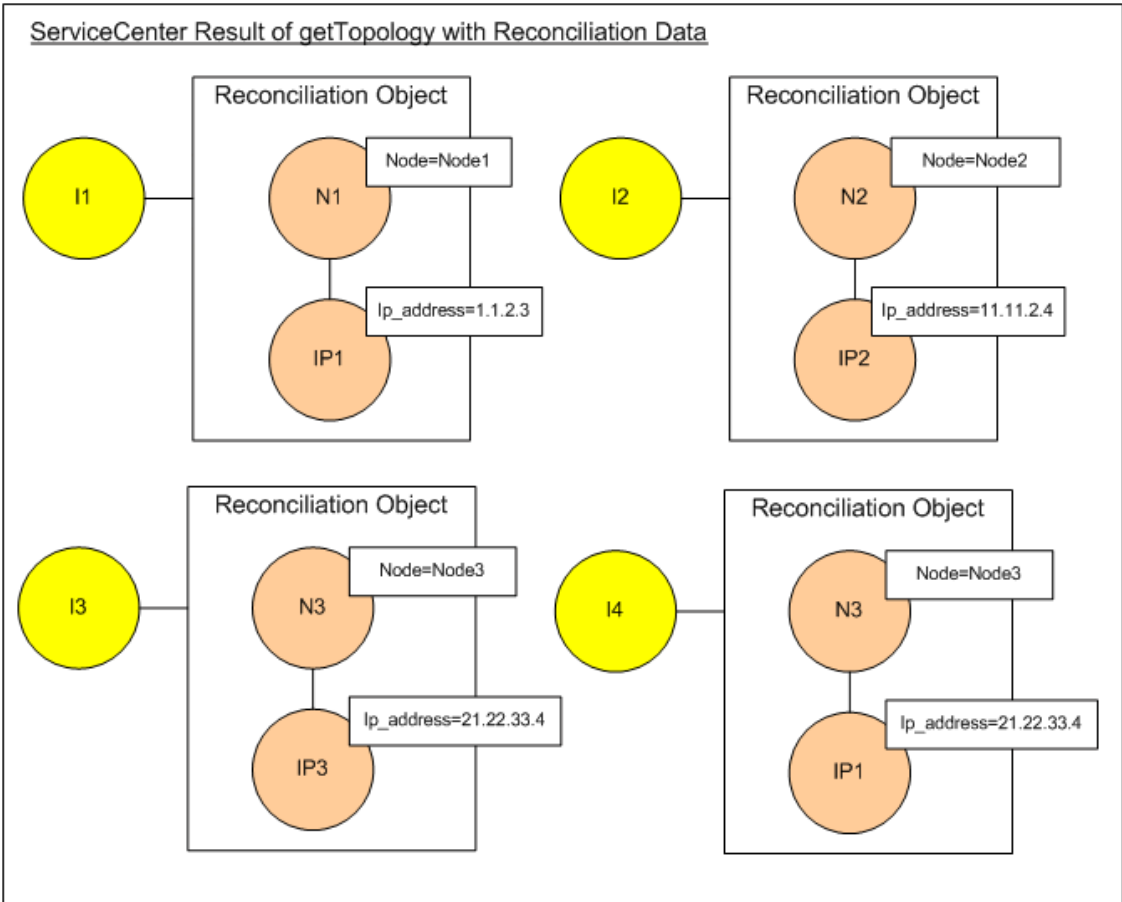 ServiceCenter Result of getTopology with Reconciliation Data
Reconciliation Object
I1
N1
Node=Node1
Ip_address=1.1.2.3
IP1
Reconciliation Object
I2
N2
Node=Node2
Ip_address=11.11.2.4
IP2
Reconciliation Object
I3
N3
Node=Node3
Ip_address=21.22.33.4
IP3
Reconciliation Object
I4
N3
Node=Node3
Ip_address=21.22.33.4
IP1